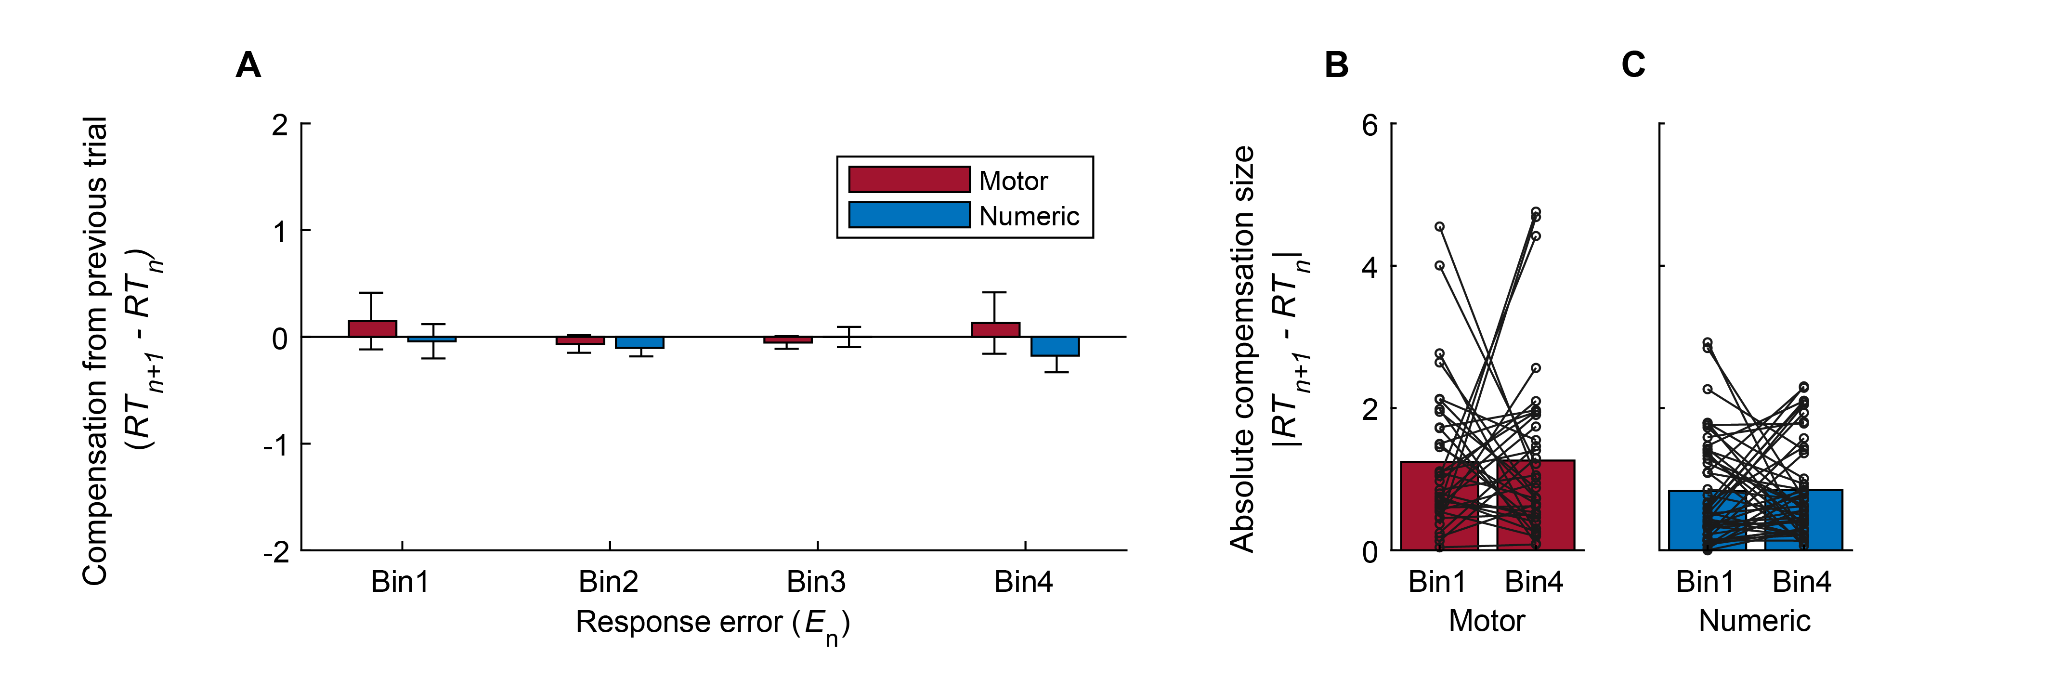 A
Compensation from previous trial
(RTn+1 - RTn)
2
1
0
-1
-2
Motor
Numeric
Bin1 Bin2 Bin3 Bin4
Response error (En)
B
Absolute compensation size
|RTn+1 - RTn|
6
4
2
0
Bin1 Bin4
Motor
C
Bin1 Bin4
Numeric